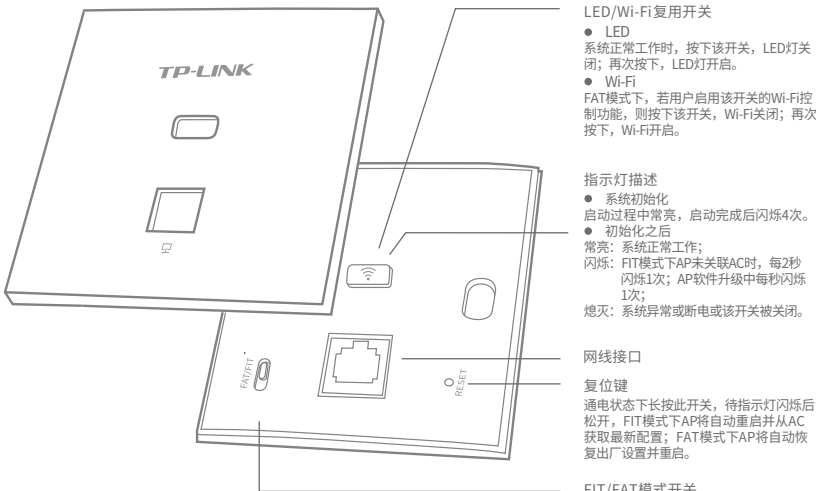 TP-LINK
FAT/FIT
RESET
LED/Wi-Fi复用开关
● LED
系统正常工作时，按下该开关，LED灯关
闭；再次按下，LED灯开启。
● Wi-Fi
FAT模式下，若用户启用该开关的Wi-Fi控
制功能，则按下该开关，Wi-Fi关闭；再次
按下，Wi-Fi开启。
指示灯描述
● 系统初始化
启动过程中常亮，启动完成后闪烁4次。
● 初始化之后
常亮：系统正常工作；
闪烁：FIT模式下AP未关联AC时，每2秒
闪烁1次；AP软件升级中每秒闪烁
1次；
熄灭：系统异常或断电或该开关被关闭。
网线接口
复位键
通电状态下长按此开关，待指示灯闪烁后
松开，FIT模式下AP将自动重启并从AC
获取最新配置；FAT模式下AP将自动恢
复出厂设置并重启。
FIT/FAT模式开关